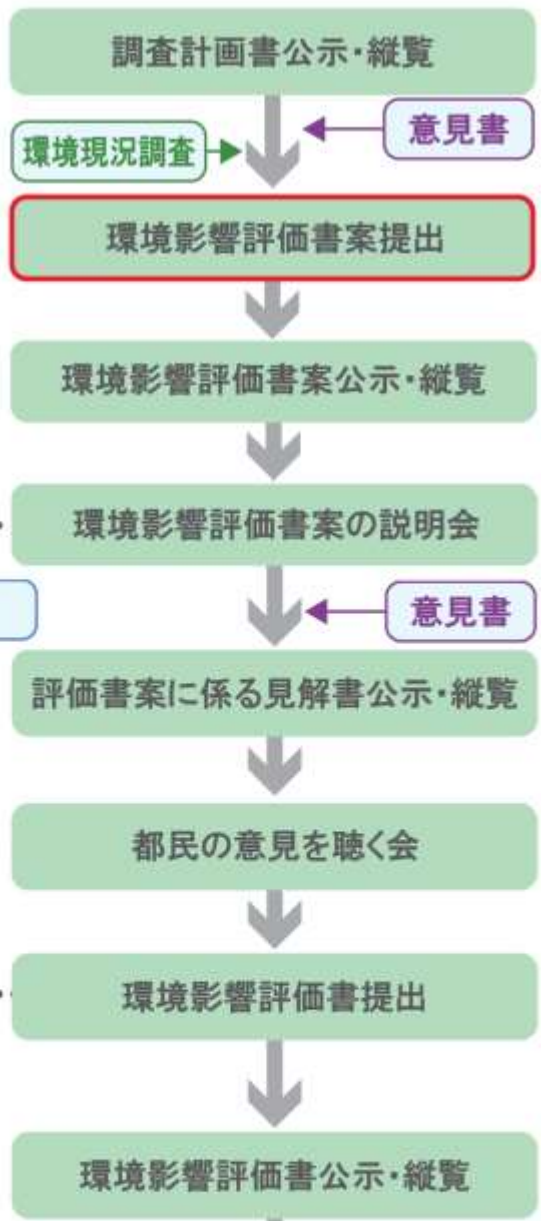 調査計画書公示・縦覧
意見書
環境現況調査
環境影響評価書案提出
環境影響評価書案公示・縦覧
環境影響評価書案の説明会
意見書
評価書案に係る見解書公示・縦覧
都民の意見を聴く会
環境影響評価書提出
環境影響評価書公示・縦覧